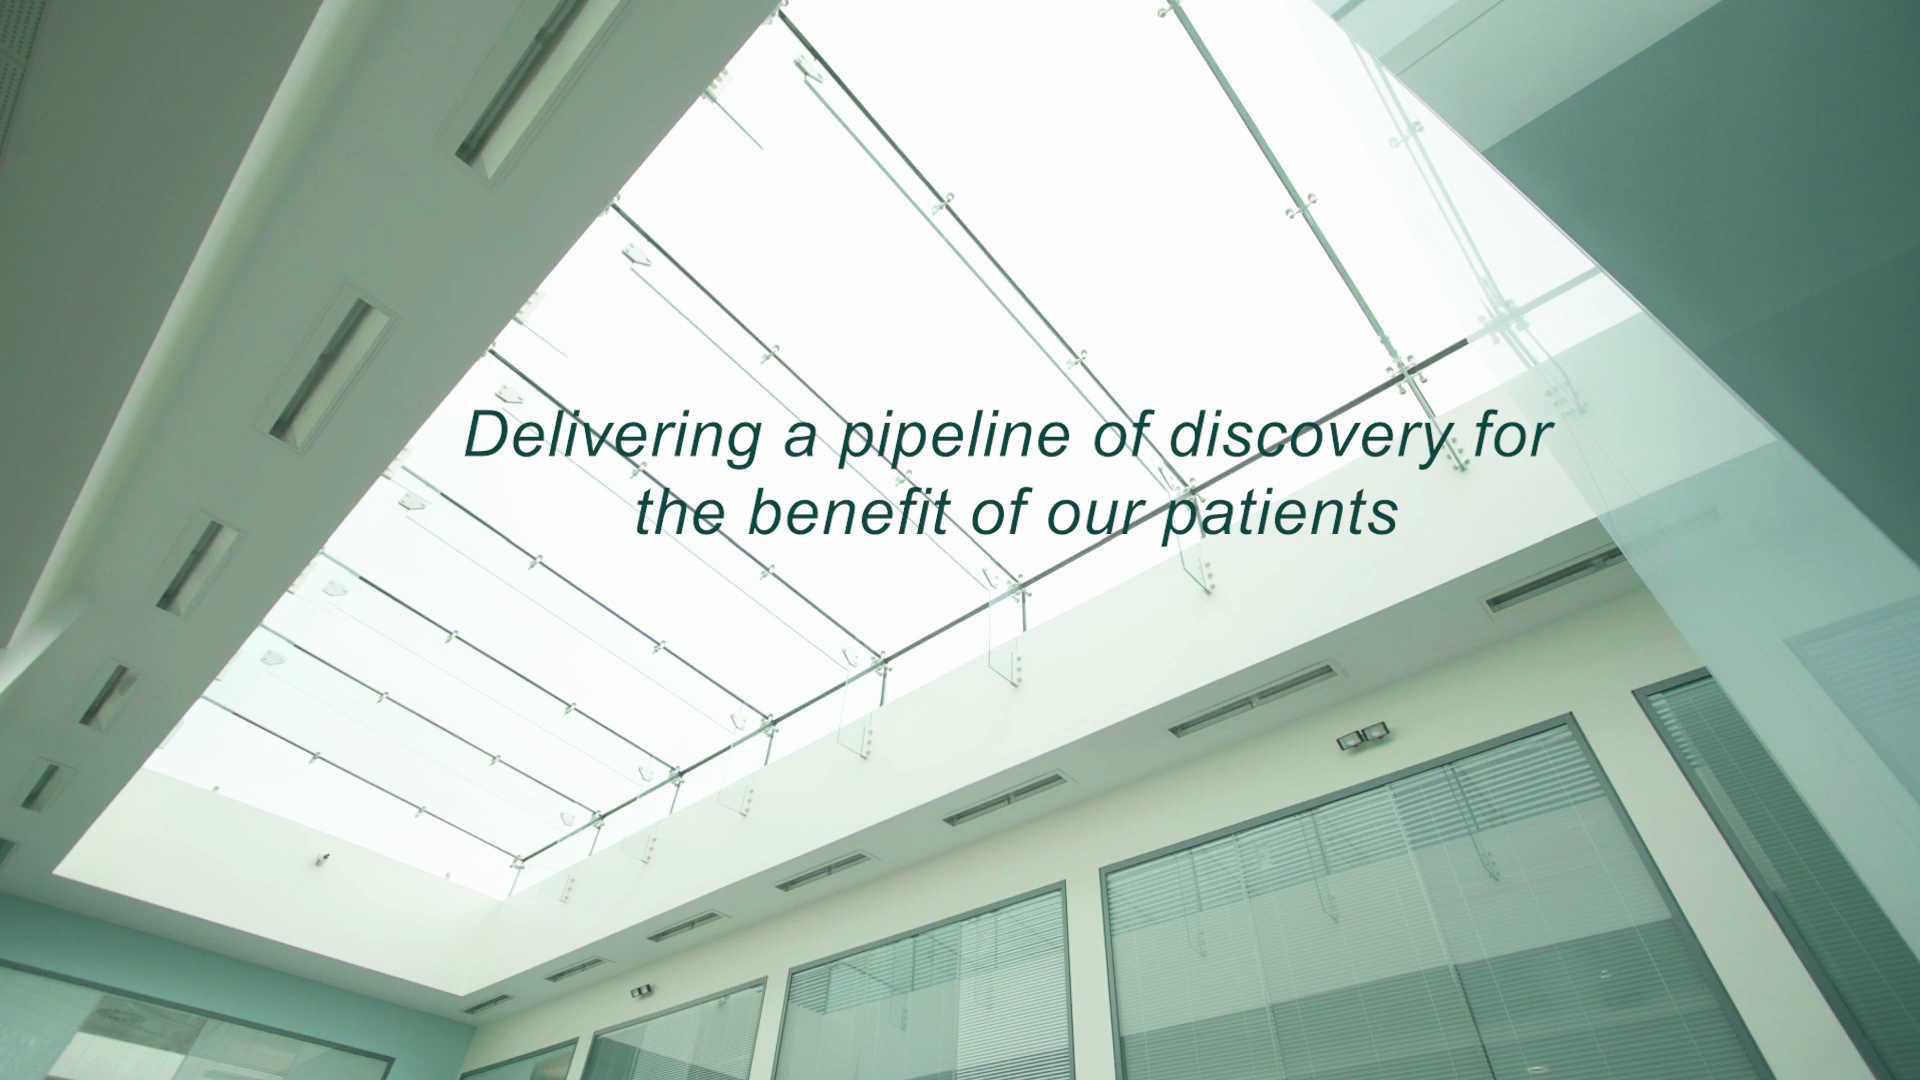 Delivering a pipeline of discovery for
the benefit of our patients